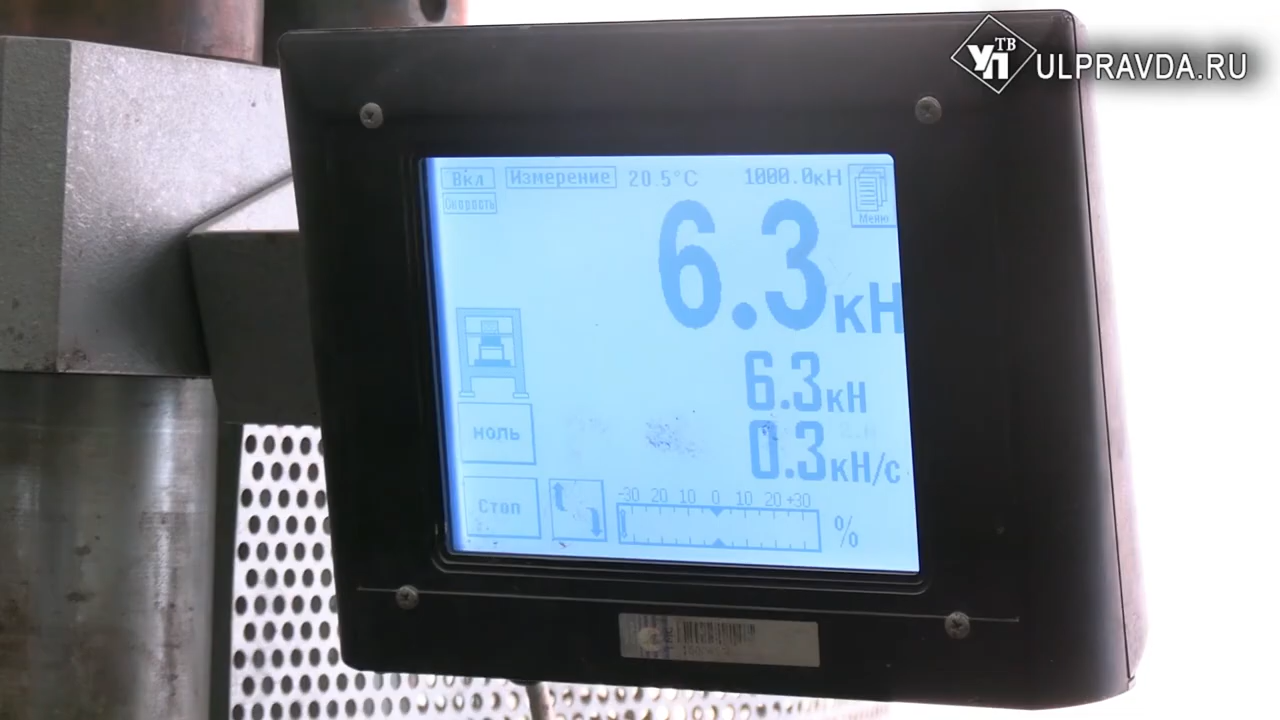 УП ТВ ULPRAVDA.RU
Вкл Измерение 20.5°C 1000.0кН
Скорость
Меню
6.3кН
6.3кН
0.3кН/с
ноль
Стоп
-30 20 10 0 10 20 +30
%